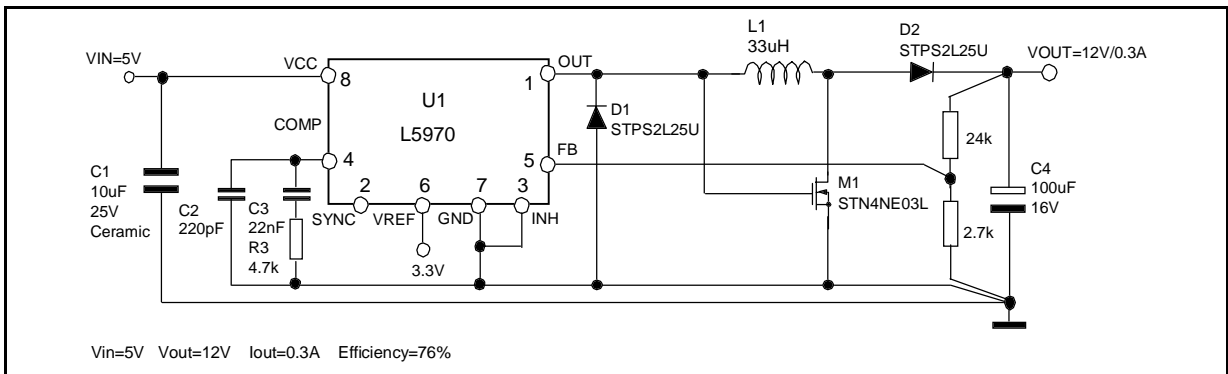 VIN=5V
VCC
8
COMP
4
U1
L5970
1
OUT
5
FB
2
SYNC
6
VREF
7
GND
3
INH
3.3V
C1
10uF
25V
Ceramic
C2
220pF
C3
22nF
R3
4.7k
D1
STPS2L25U
L1
33uH
D2
STPS2L25U
VOUT=12V/0.3A
M1
STN4NE03L
24k
2.7k
C4
100uF
16V
Vin=5V Vout=12V Iout=0.3A Efficiency=76%